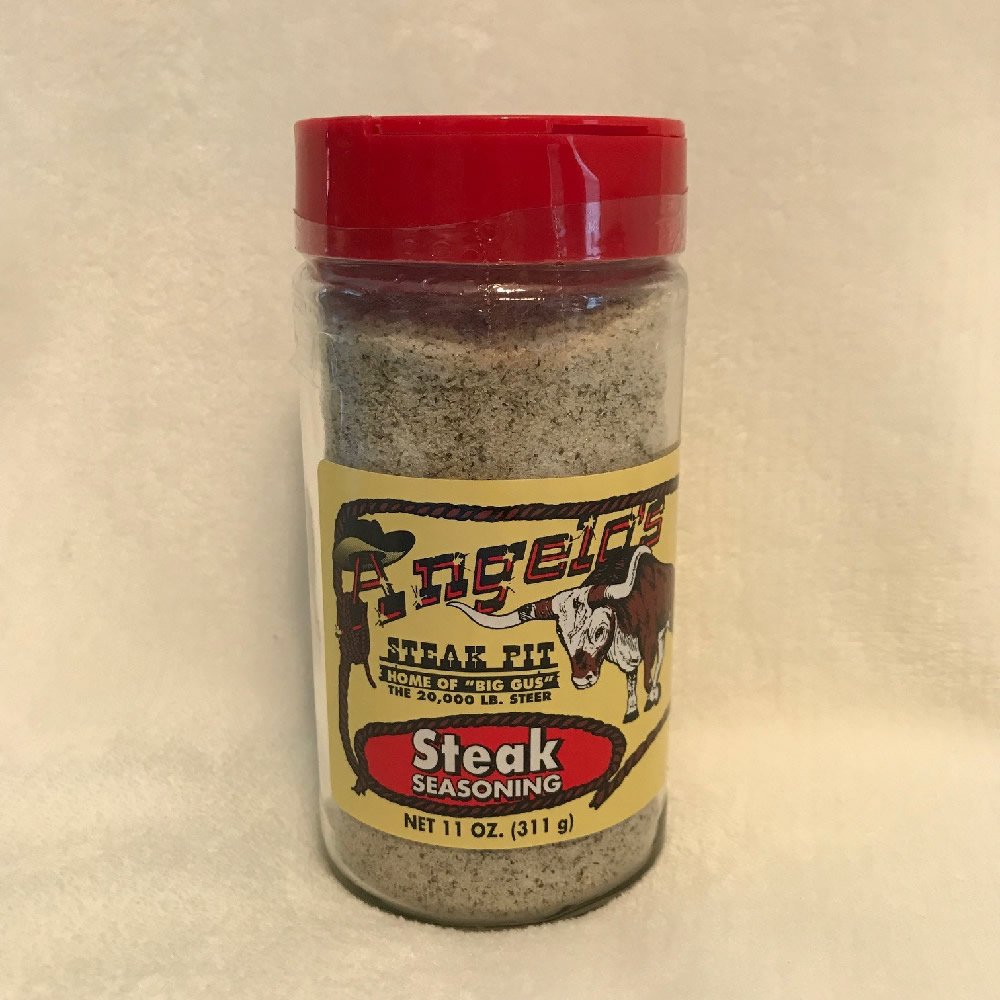 Angelo's
STEAK PIT
HOME OF "BIG GUS"
THE 20,000 LB. STEER
Steak
SEASONING
NET 11 OZ. (311 g)